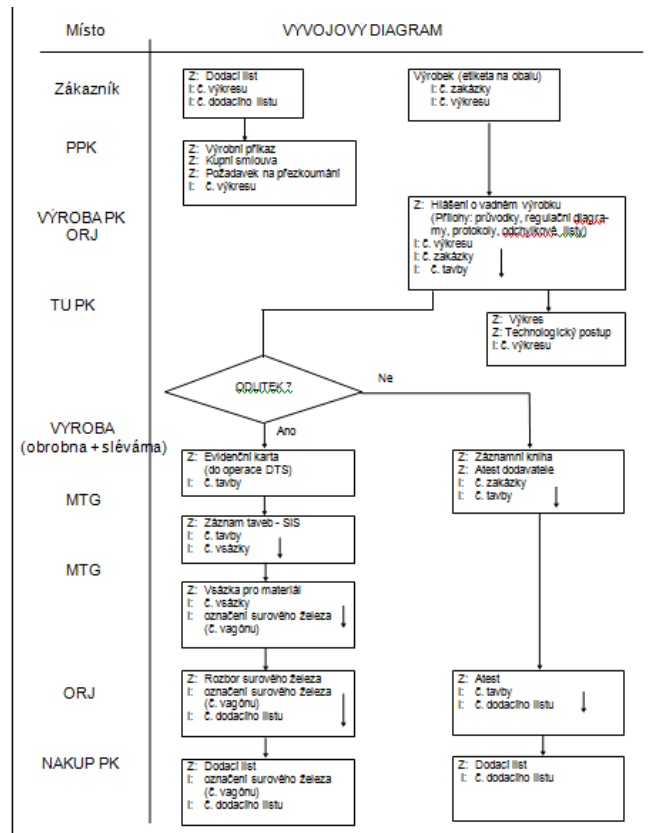 Místo
VYVOJOVY DIAGRAM
Zákazník
Z: Dodací list
I: č. výkresu
I: č. dodacího listu
Výrobek (etiketa na obalu)
I: č. zakázky
I: č. výkresu
PPK
Z: Výrobní příkaz
Z: Kupní smlouva
Z: Požadavek na přezkoumání
I: č. výkresu
VÝROBA PK
ORJ
Z: Hlášení o vadném výrobku
(Přílohy: průvodky, regulační diagra-
my, protokoly, odchylkové listy)
I: č. výkresu
I: č. zakázky
I: č. tavby
TU PK
Z: Výkres
Z: Technologický postup
I: č. výkresu
ODLITEK ?
Ne
Ano
VYROBA
(obrobna + slévárna)
Z: Evidenční karta
(do operace DTS)
I: č. tavby
Z: Záznamní kniha
Z: Atest dodavatele
I: č. zakázky
I: č. tavby
MTG
Z: Záznam taveb - SIS
I: č. tavby
I: č. vsázky
MTG
Z: Vsázka pro materiál
I: č. vsázky
I: označení surového železa
(č. vagónu)
ORJ
Z: Rozbor surového železa
I: označení surového železa
(č. vagónu)
I: č. dodacího listu
Z: Atest
I: č. tavby
I: č. dodacího listu
NAKUP PK
Z: Dodací list
I: označení surového železa
(č. vagónu)
I: č. dodacího listu
Z: Dodací list
I: č. dodacího listu